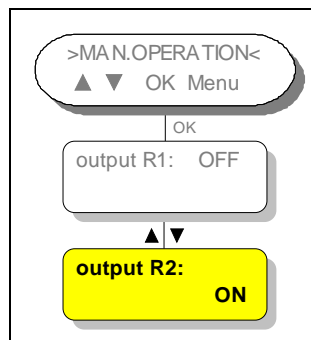 >MAN.OPERATION<
▲ ▼ OK Menu
OK
output R1: OFF
▲ ▼
output R2:
ON